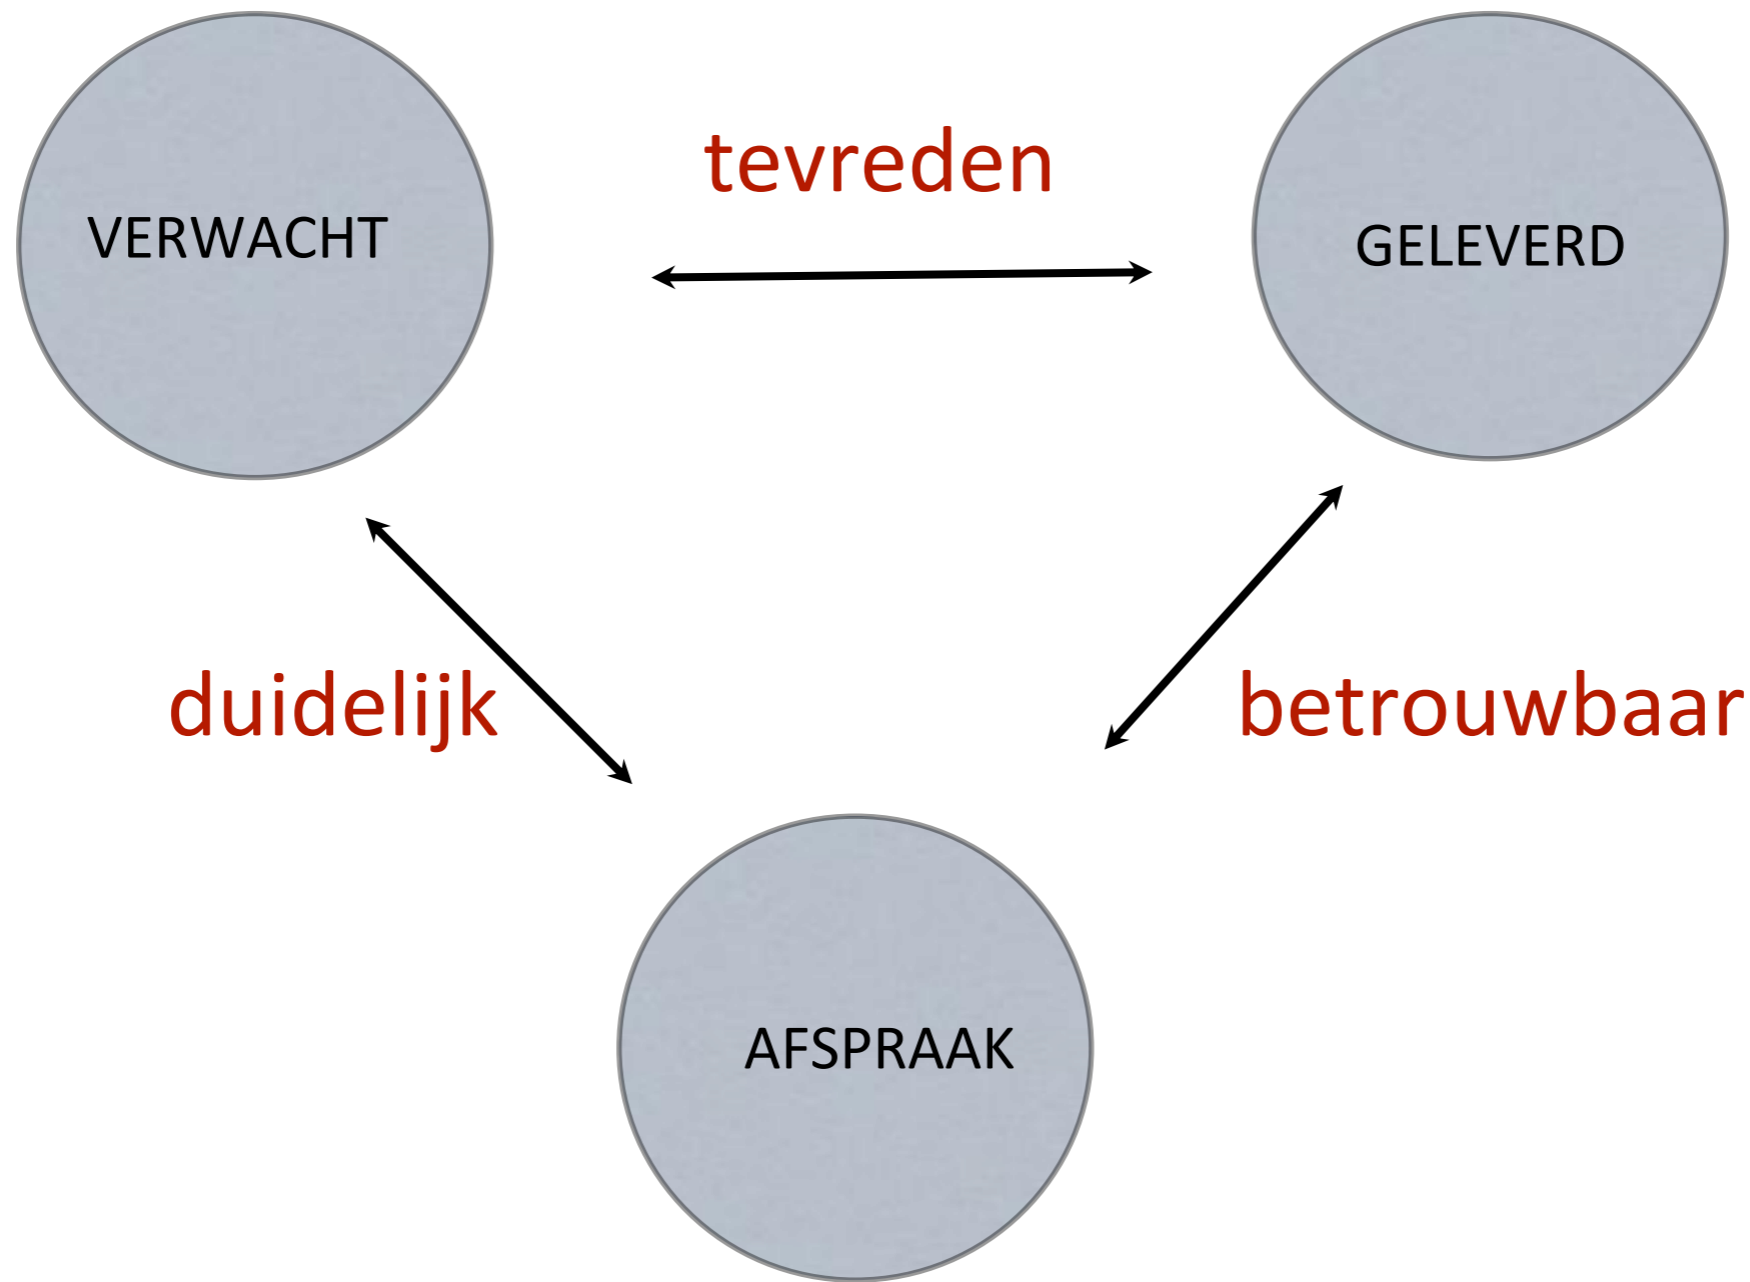 tevreden
VERWACHT
GELEVERD
duidelijk
betrouwbaar
AFSPRAAK